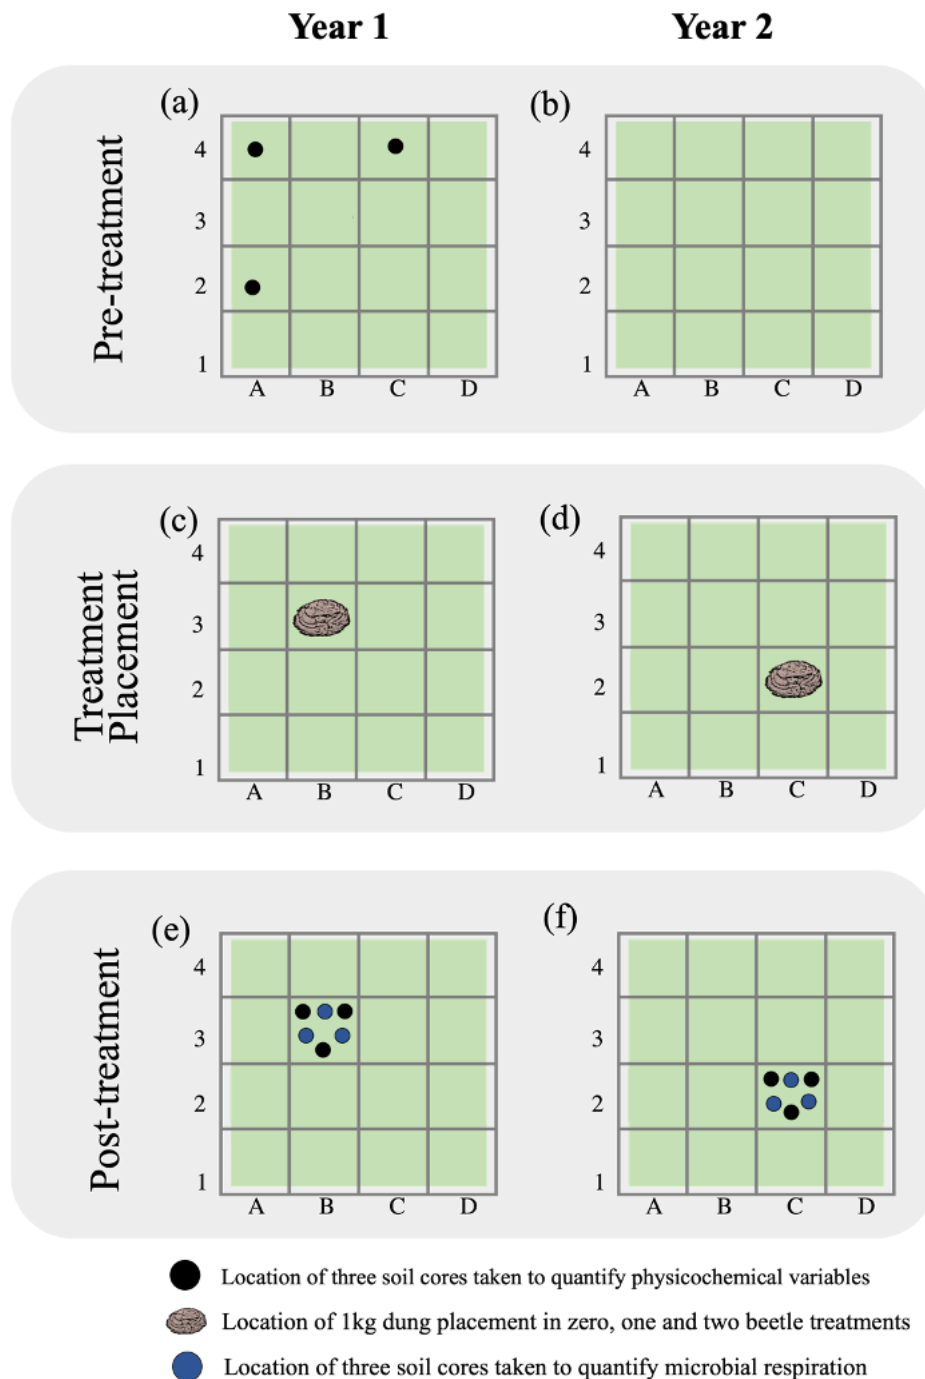 Year 1
Year 2
Pre-treatment
(a)
4
3
2
1
A B C D
(b)
4
3
2
1
A B C D
Treatment
Placement
(c)
4
3
2
1
A B C D
(d)
4
3
2
1
A B C D
Post-treatment
(e)
4
3
2
1
A B C D
(f)
4
3
2
1
A B C D
Location of three soil cores taken to quantify physicochemical variables
Location of 1kg dung placement in zero, one and two beetle treatments
Location of three soil cores taken to quantify microbial respiration